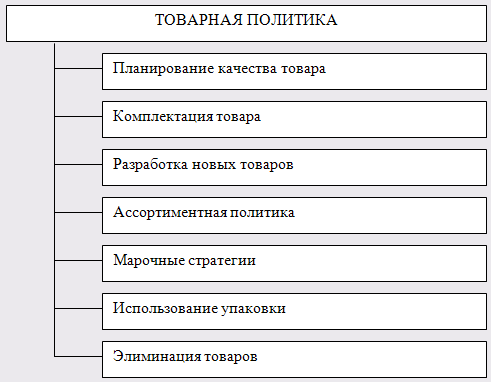 ТОВАРНАЯ ПОЛИТИКА
Планирование качества товара
Комплектация товара
Разработка новых товаров
Ассортиментная политика
Марочные стратегии
Использование упаковки
Элиминация товаров